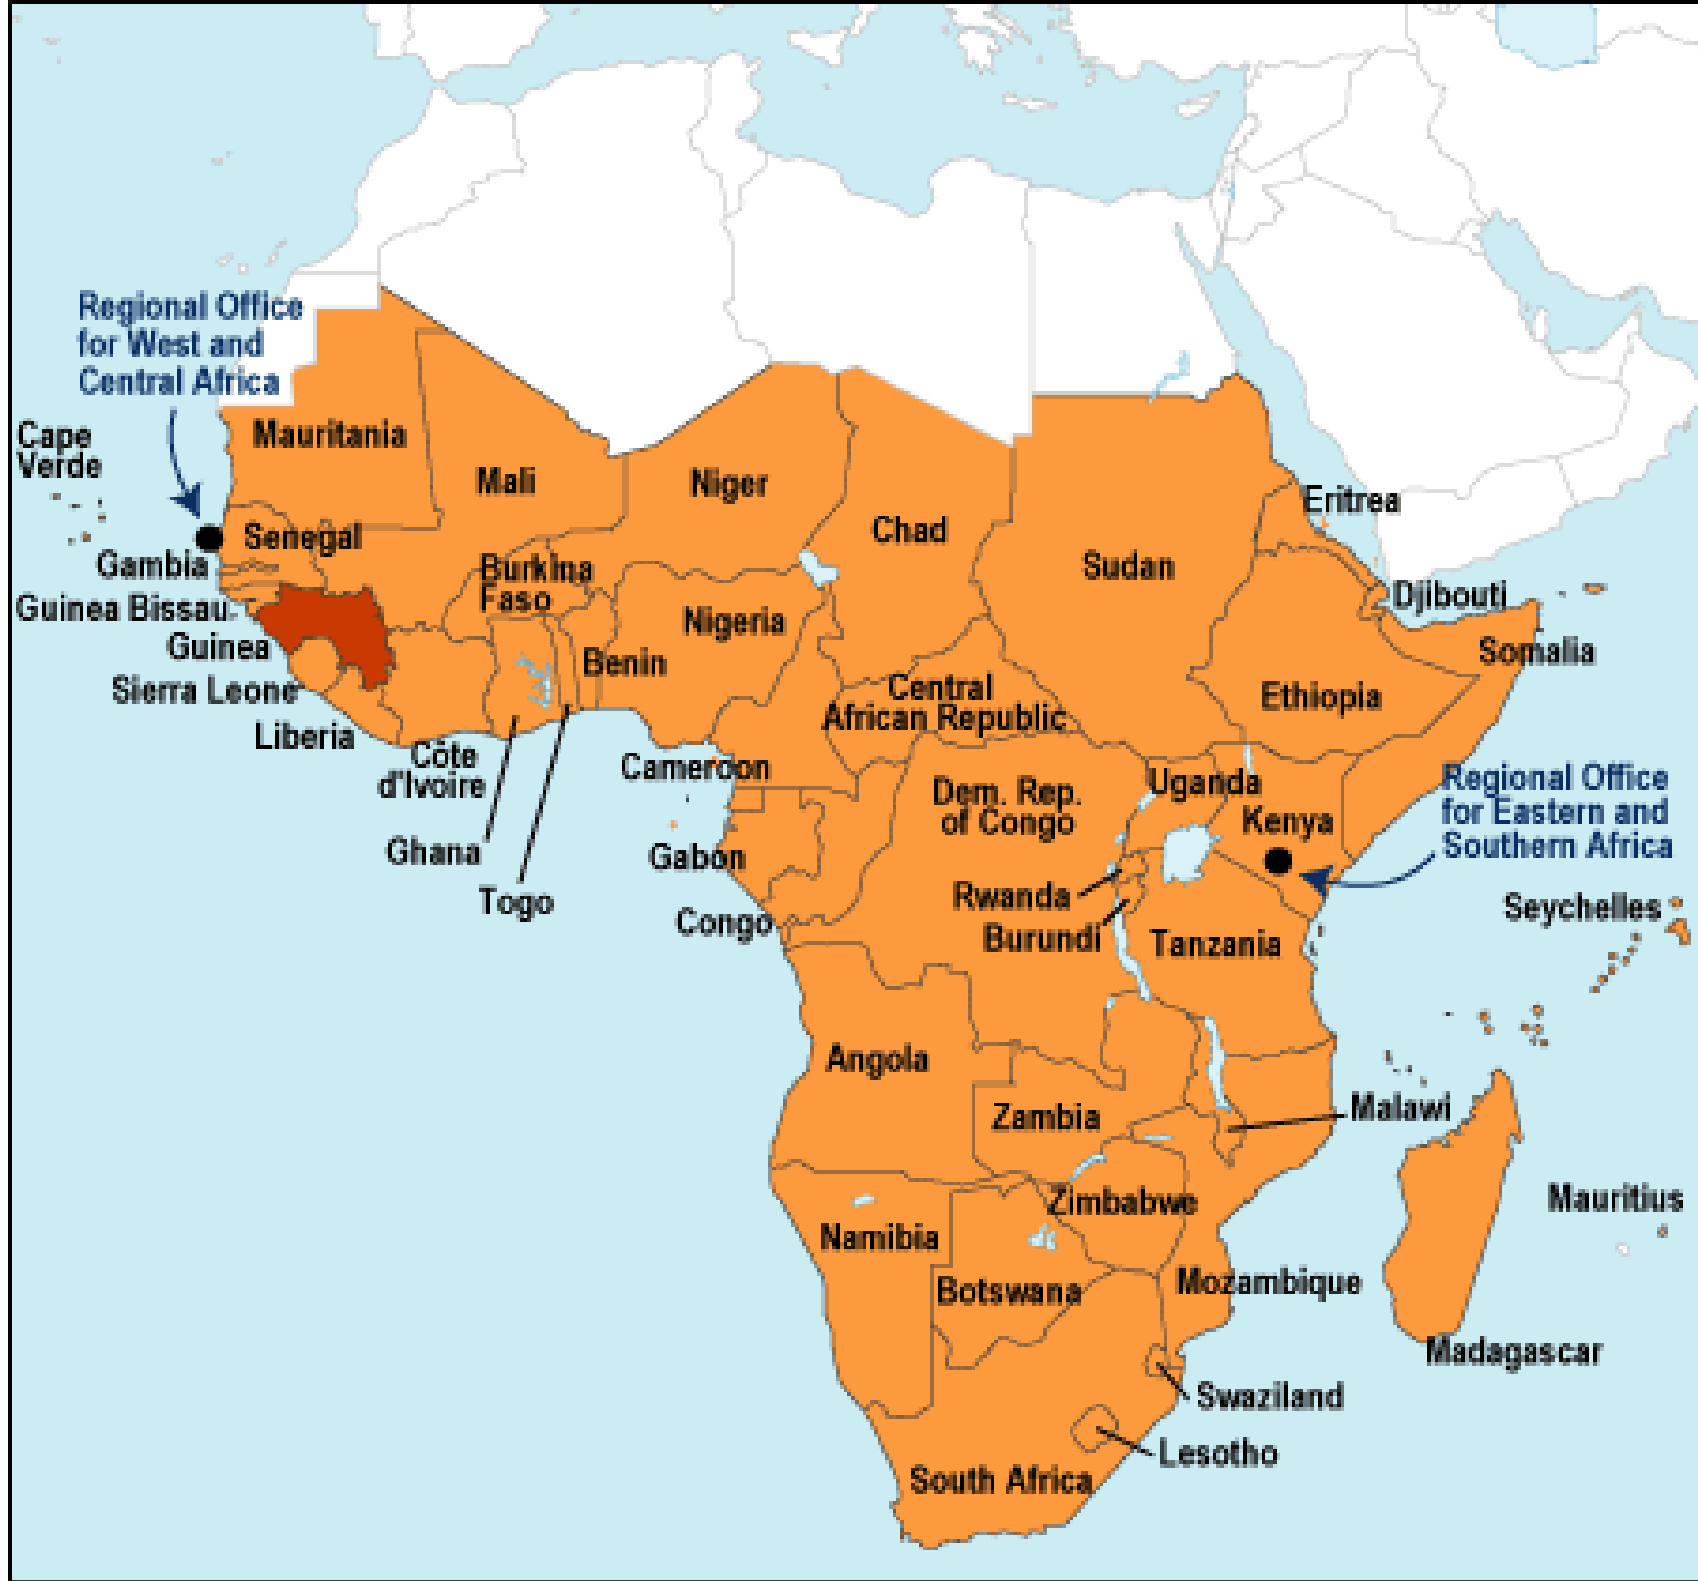 Regional Office
for West and
Central Africa
Cape
Verde
Mauritania
Mali
Niger
Chad
Sudan
Eritrea
Senegal
Gambia
Burkina
Faso
Djibouti
Guinea Bissau
Guinea
Nigeria
Benin
Somalia
Sierra Leone
Central
African Republic
Ethiopia
Liberia
Côte
d'Ivoire
Cameroon
Uganda
Regional Office
for Eastern and
Southern Africa
Dem. Rep.
of Congo
Kenya
Ghana
Gabon
Togo
Rwanda
Seychelles
Congo
Burundi
Tanzania
Angola
Zambia
Malawi
Zimbabwe
Mauritius
Namibia
Botswana
Mozambique
Madagascar
Swaziland
Lesotho
South Africa